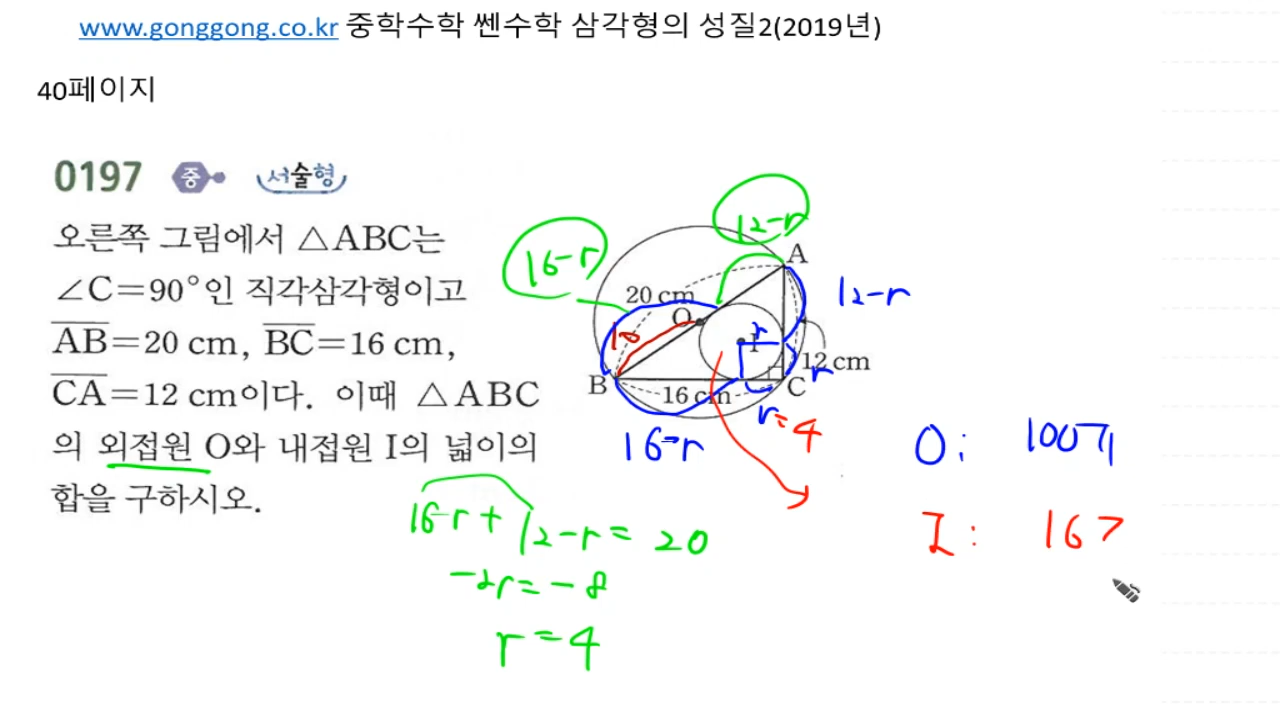 www.gonggong.co.kr 중학수학 쎈수학 삼각형의 성질2(2019년)
40페이지
0197 중 서술형
오른쪽 그림에서 △ABC는
∠C=90°인 직각삼각형이고
AB=20 cm, BC=16 cm,
CA=12 cm이다. 이때 △ABC
의 외접원 O와 내접원 I의 넓이의
합을 구하시오.
12-r
16-r
A
20 cm
12-r
O
10
r
I
12 cm
B
16 cm
C
r
r=4
16-r
O: 100π
16-r+12-r=20
I: 16
-2r=-8
r=4